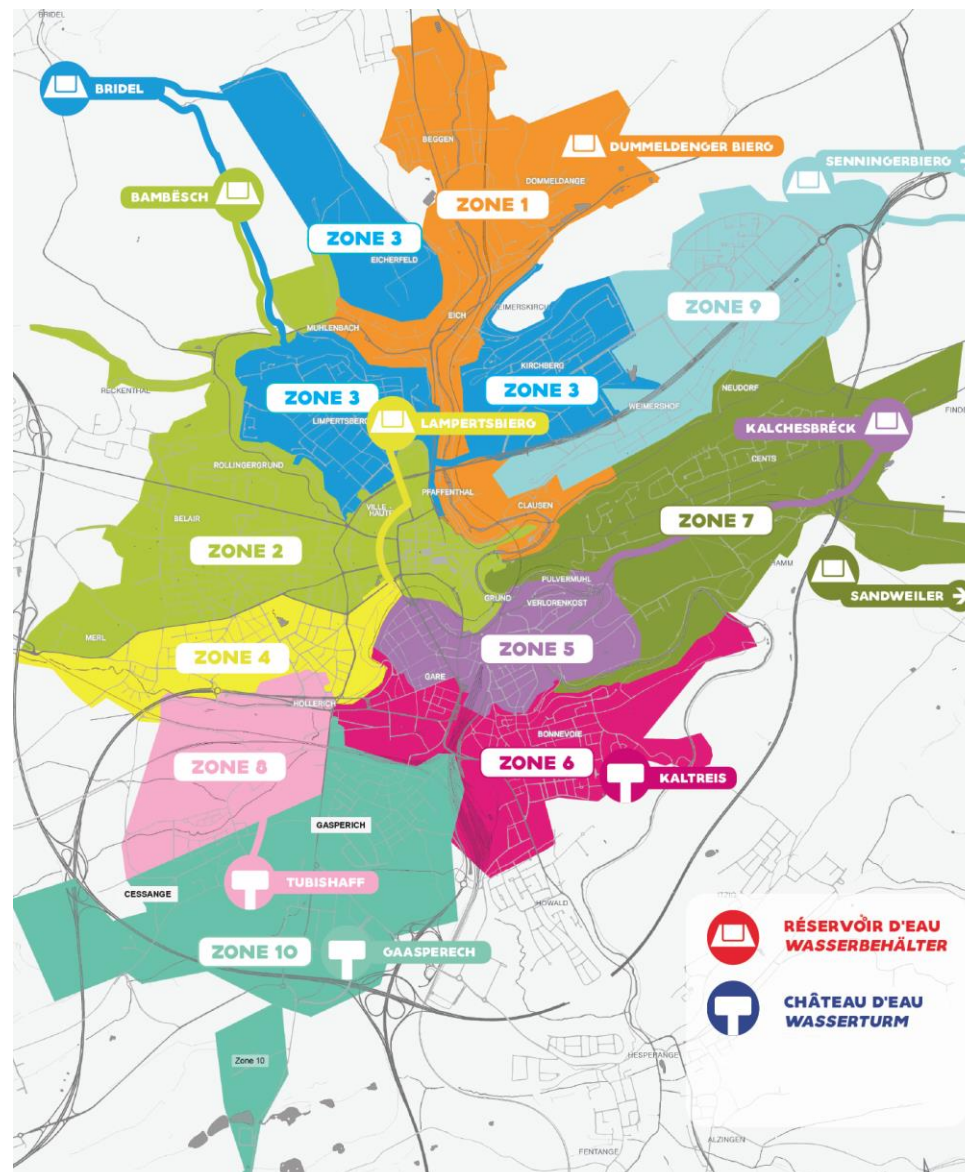 BRIDEL
BRIDEL
BEGGEN
DUMMELDENGER BIERG
SENNINGERBIERG
DOMMELDANGE
BAMBËSCH
ZONE 1
ZONE 3
EICHERFELD
ZONE 9
EICH
MUHLENBACH
KIRCHBERG
NEUDORF
ROCKENTHAL
ZONE 3
ZONE 3
WEIMERSHOF
LIMPERTSBERG
LAMPERTSBIERG
KALCHESBRÉCK
CENTS
ROLLINGERGRUND
PFAFFENTHAL
VILLE-
HAUTE
CLAUSEN
BELAIR
ZONE 7
ZONE 2
HAMM
PULVERMUHL
SANDWEILER
GRUND
VERLORENKOST
MERL
ZONE 4
ZONE 5
GARE
HOLLERICH
BONNEVOIE
ZONE 8
ZONE 6
KALTREIS
GASPERICH
TUBISHAFF
CESSANGE
HOWALD
ZONE 10
GAASPERECH
RÉSERVOIR D'EAU
WASSERBEHÄLTER
CHÂTEAU D'EAU
WASSERTURM
Zone 10
HESPERANGE
ALZINGEN
FENTANGE